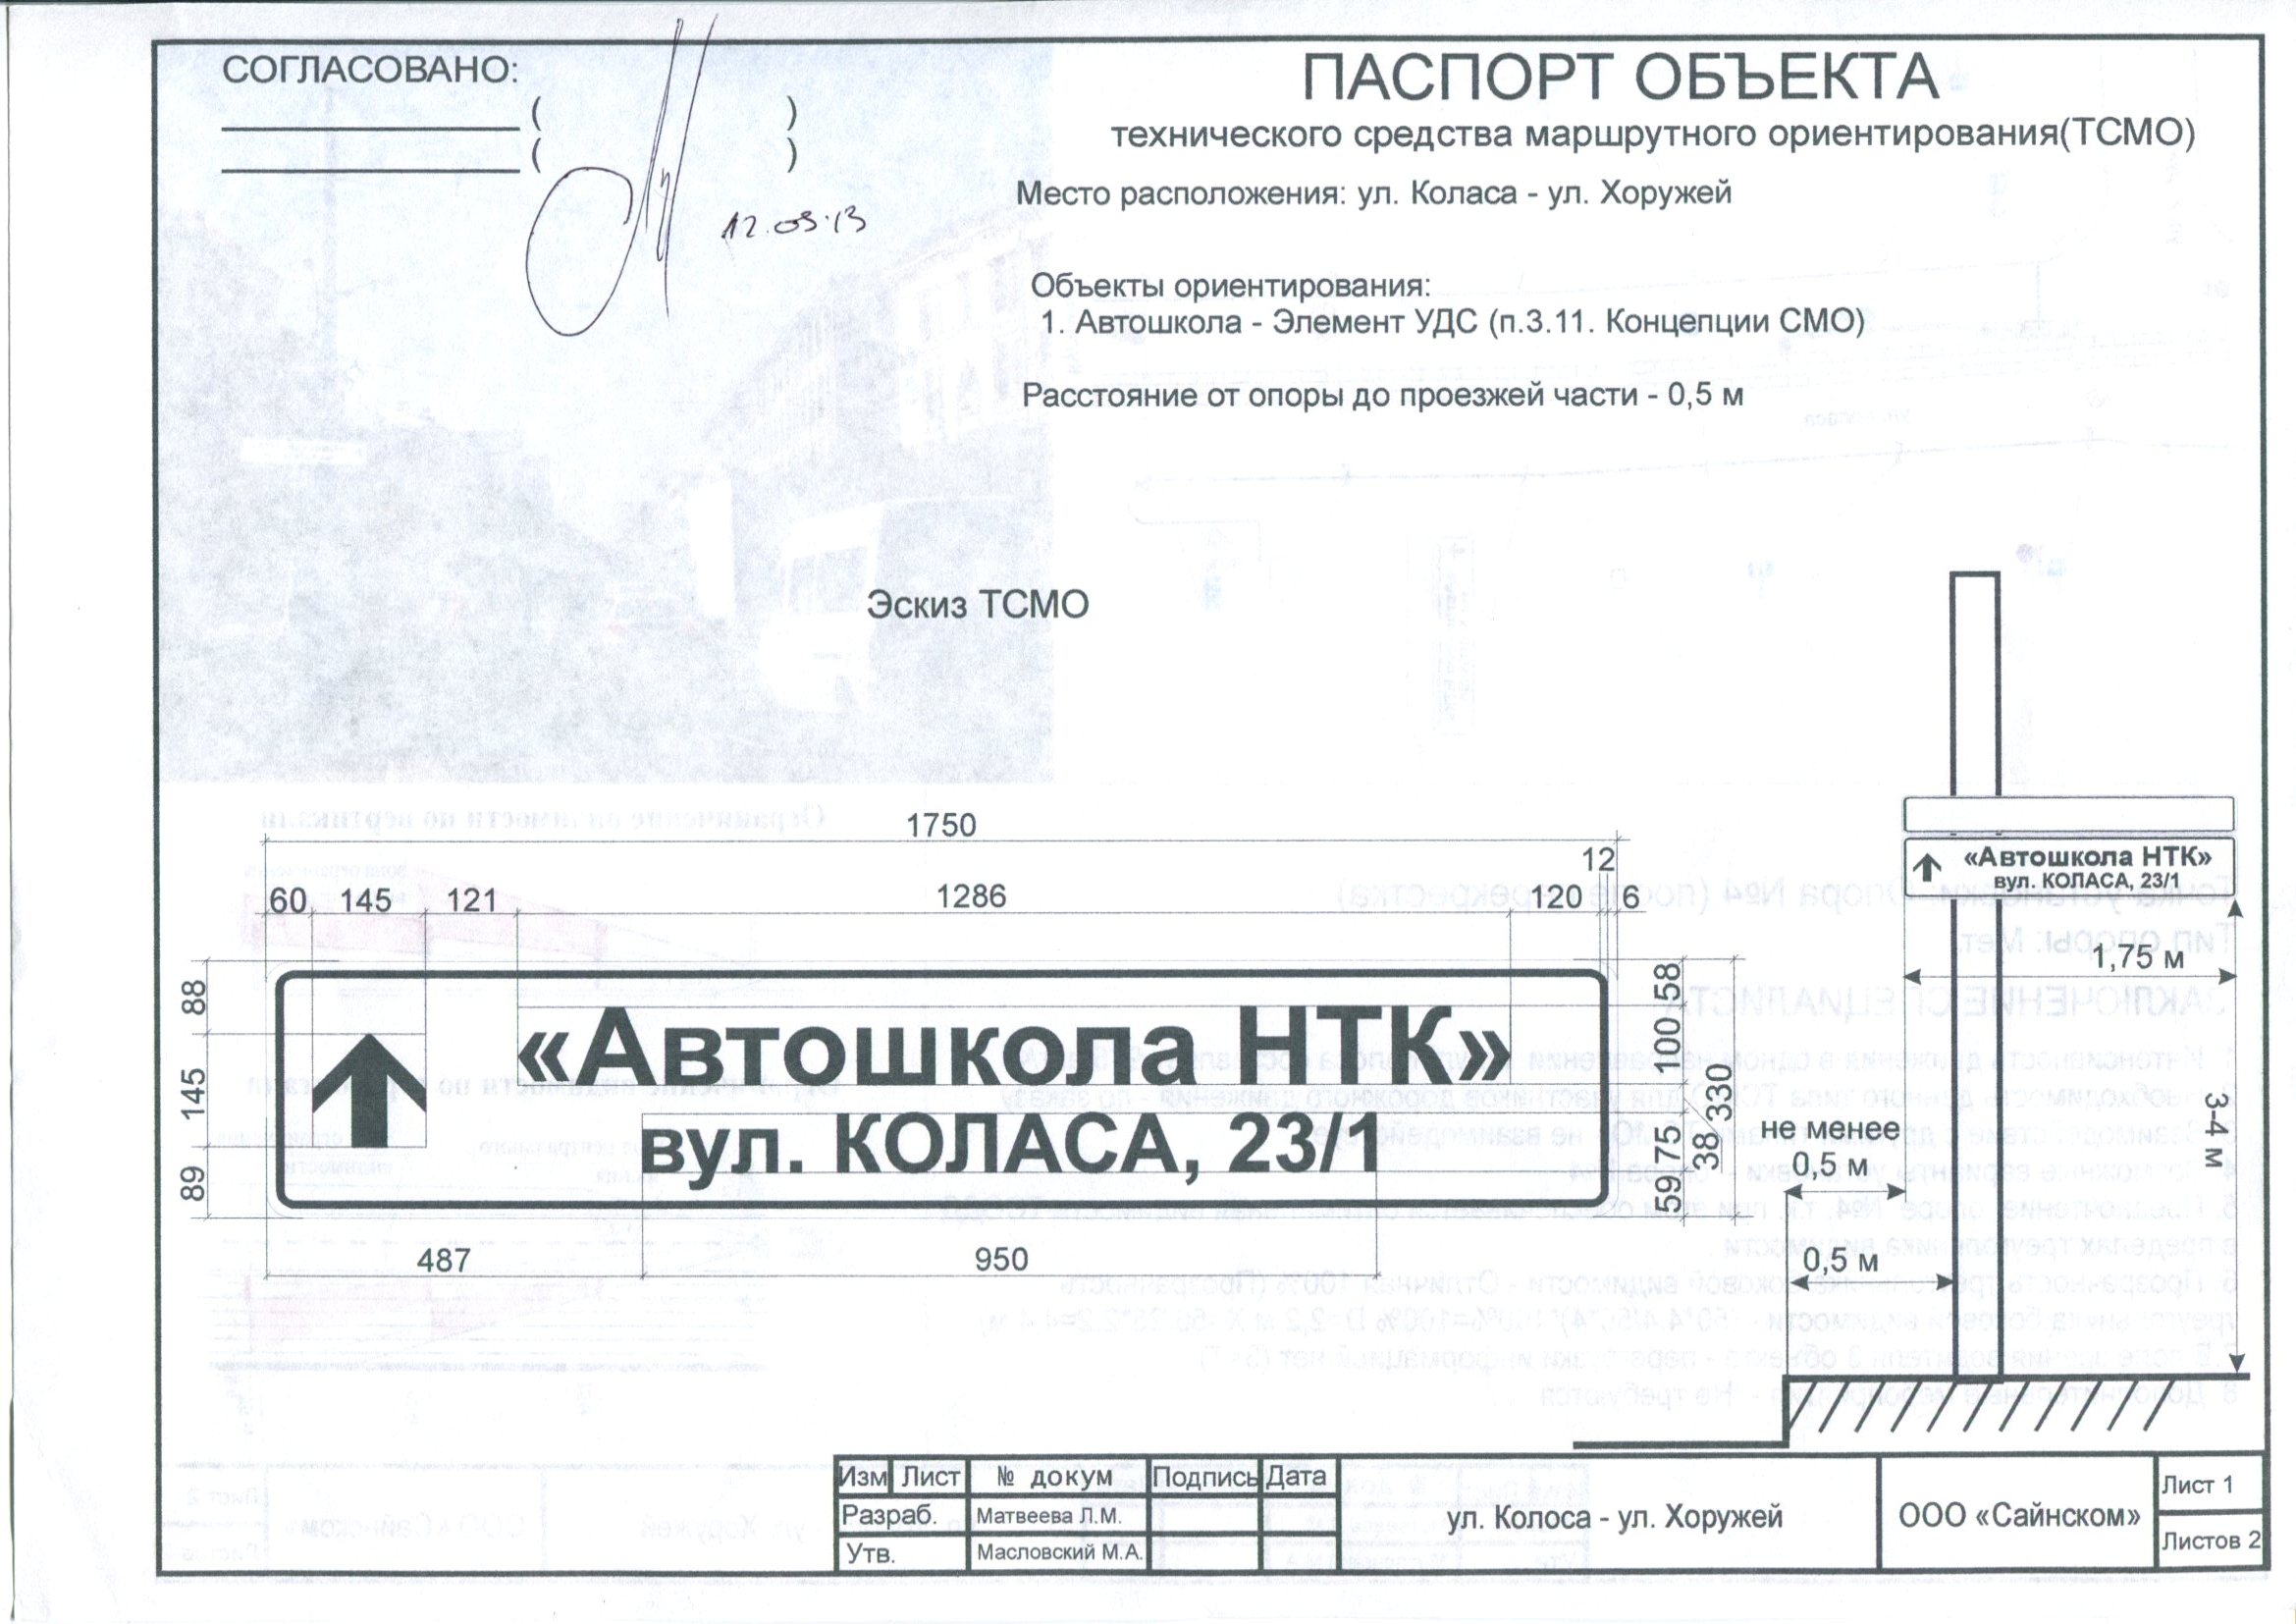 СОГЛАСОВАНО:
( )
( )
12.03.13
ПАСПОРТ ОБЪЕКТА
технического средства маршрутного ориентирования(ТСМО)
Место расположения: ул. Коласа - ул. Хоружей
Объекты ориентирования:
1. Автошкола - Элемент УДС (п.3.11. Концепции СМО)
Расстояние от опоры до проезжей части - 0,5 м
Эскиз ТСМО
1750
12
60 145 121 1286 120 6
88
145
89
«Автошкола НТК»
вул. КОЛАСА, 23/1
58
100
38
75
59
330
487 950
«Автошкола НТК»
вул. КОЛАСА, 23/1
1,75 м
3-4 м
не менее
0,5 м
0,5 м
Изм Лист № докум Подпись Дата
Разраб. Матвеева Л.М.
Утв. Масловский М.А.
ул. Колоса - ул. Хоружей
ООО «Сайнском»
Лист 1
Листов 2